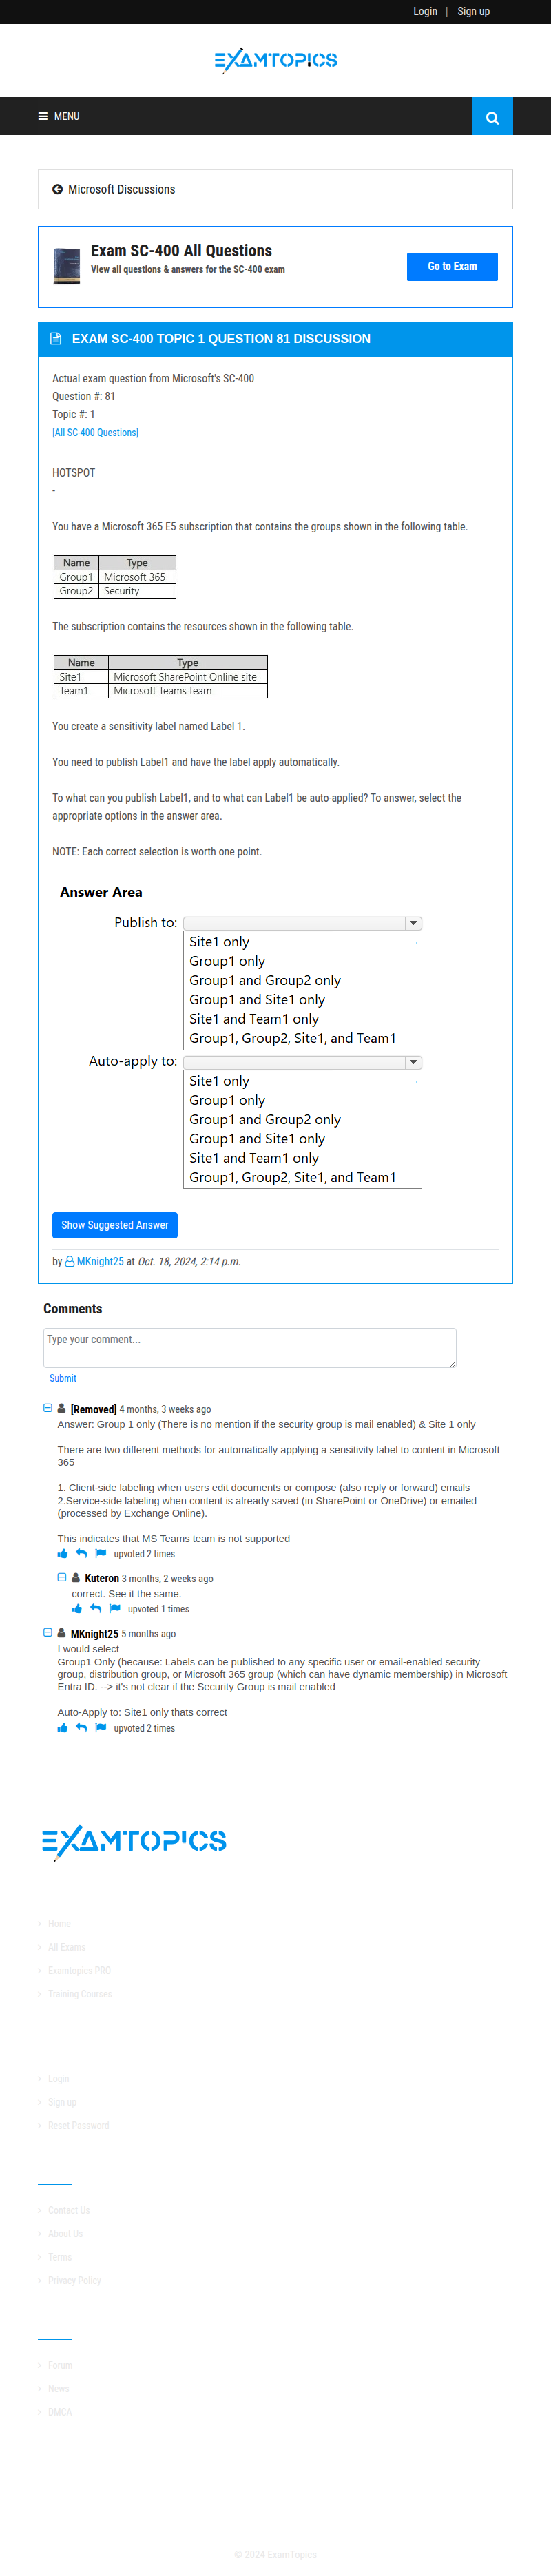 Login | Sign up
EXAMTOPICS
MENU
Microsoft Discussions
Exam SC-400 All Questions
View all questions & answers for the SC-400 exam
Go to Exam
EXAM SC-400 TOPIC 1 QUESTION 81 DISCUSSION
Actual exam question from Microsoft's SC-400
Question #: 81
Topic #: 1
[All SC-400 Questions]
HOTSPOT
-
You have a Microsoft 365 E5 subscription that contains the groups shown in the following table.
Name Type
Group1 Microsoft 365
Group2 Security
The subscription contains the resources shown in the following table.
Name Type
Site1 Microsoft SharePoint Online site
Team1 Microsoft Teams team
You create a sensitivity label named Label 1.
You need to publish Label1 and have the label apply automatically.
To what can you publish Label1, and to what can Label1 be auto-applied? To answer, select the
appropriate options in the answer area.
NOTE: Each correct selection is worth one point.
Answer Area
Publish to:
Site1 only
Group1 only
Group1 and Group2 only
Group1 and Site1 only
Site1 and Team1 only
Group1, Group2, Site1, and Team1
Auto-apply to:
Site1 only
Group1 only
Group1 and Group2 only
Group1 and Site1 only
Site1 and Team1 only
Group1, Group2, Site1, and Team1
Show Suggested Answer
by MKnight25 at Oct. 18, 2024, 2:14 p.m.
Comments
Type your comment...
Submit
[Removed] 4 months, 3 weeks ago
Answer: Group 1 only (There is no mention if the security group is mail enabled) & Site 1 only
There are two different methods for automatically applying a sensitivity label to content in Microsoft
365
1. Client-side labeling when users edit documents or compose (also reply or forward) emails
2.Service-side labeling when content is already saved (in SharePoint or OneDrive) or emailed
(processed by Exchange Online).
This indicates that MS Teams team is not supported
upvoted 2 times
Kuteron 3 months, 2 weeks ago
correct. See it the same.
upvoted 1 times
MKnight25 5 months ago
I would select
Group1 Only (because: Labels can be published to any specific user or email-enabled security
group, distribution group, or Microsoft 365 group (which can have dynamic membership) in Microsoft
Entra ID. --> it's not clear if the Security Group is mail enabled
Auto-Apply to: Site1 only thats correct
upvoted 2 times
EXAMTOPICS
Home
All Exams
Examtopics PRO
Training Courses
Login
Sign up
Reset Password
Contact Us
About Us
Terms
Privacy Policy
Forum
News
DMCA
© 2024 ExamTopics